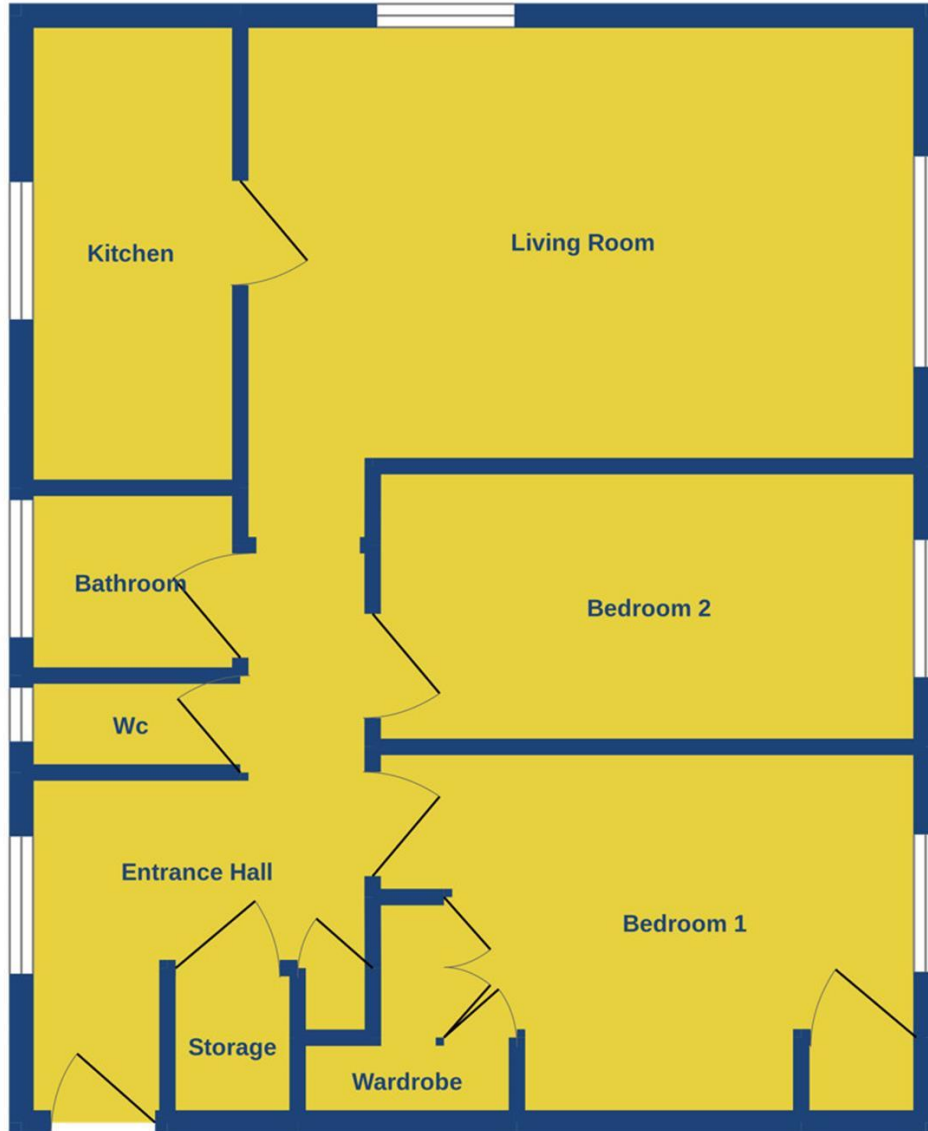 Kitchen
Living Room
Bathroom
Bedroom 2
Wc
Entrance Hall
Bedroom 1
Storage
Wardrobe